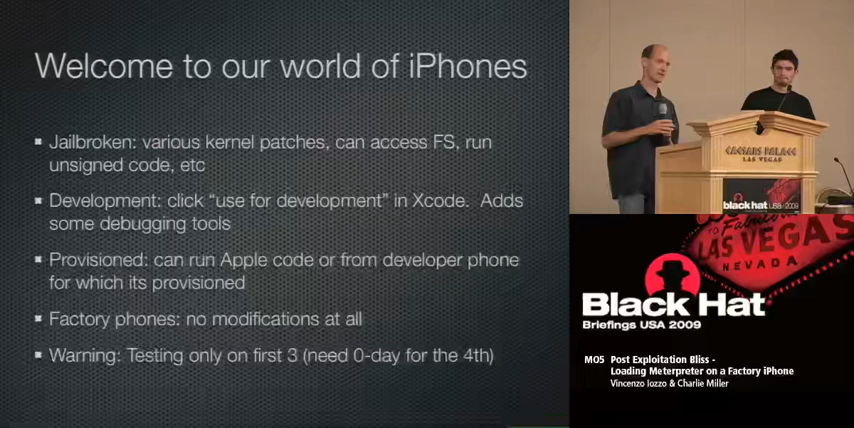 Welcome to our world of iPhones
Jailbroken: various kernel patches, can access FS, run
unsigned code, etc
Development: click “use for development” in Xcode. Adds
some debugging tools
Provisioned: can run Apple code or from developer phone
for which its provisioned
Factory phones: no modifications at all
Warning: Testing only on first 3 (need 0-day for the 4th)
CAESARS PALACE
LAS VEGAS
black hat USA · 2009
TO Fabulous
LAS VEGAS
NEVADA
Black Hat
Briefings USA 2009
MO5 Post Exploitation Bliss -
Loading Meterpreter on a Factory iPhone
Vincenzo Iozzo & Charlie Miller